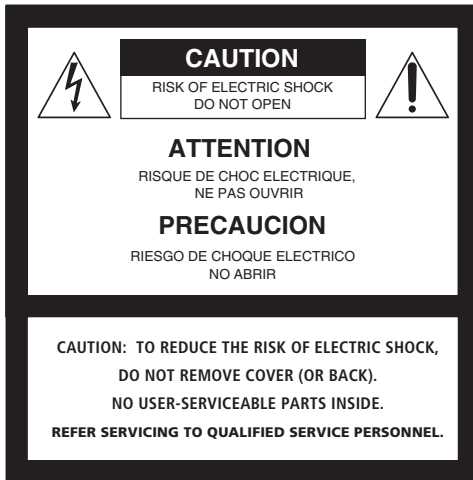 CAUTION
RISK OF ELECTRIC SHOCK
DO NOT OPEN
ATTENTION
RISQUE DE CHOC ELECTRIQUE,
NE PAS OUVRIR
PRECAUCION
RIESGO DE CHOQUE ELECTRICO
NO ABRIR
CAUTION: TO REDUCE THE RISK OF ELECTRIC SHOCK,
DO NOT REMOVE COVER (OR BACK).
NO USER-SERVICEABLE PARTS INSIDE.
REFER SERVICING TO QUALIFIED SERVICE PERSONNEL.